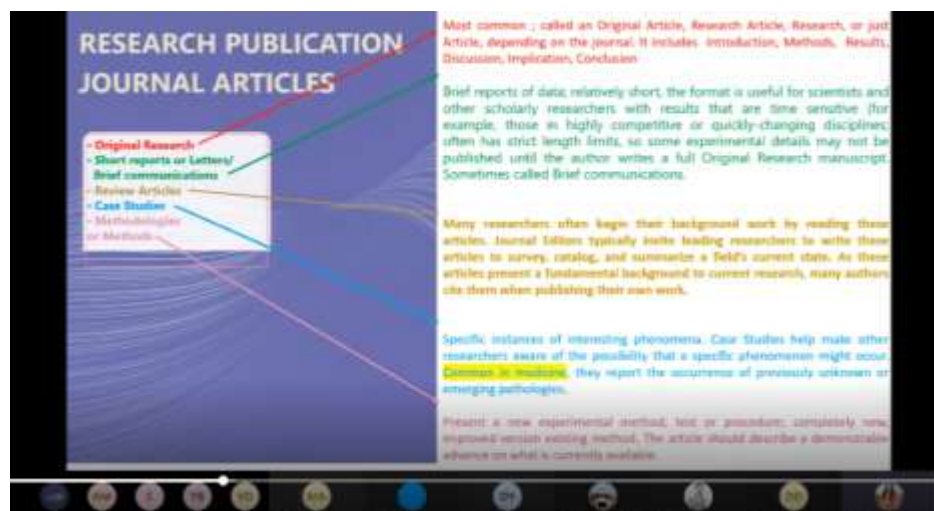 RESEARCH PUBLICATION
JOURNAL ARTICLES
- Original Research
- Short reports or Letters/
Brief communications
- Review Articles
- Case Studies
- Methodologies
or Methods
Most common ; called an Original Article, Research Article, Research, or just
Article, depending on the journal. It includes Introduction, Methods, Results,
Discussion, Implication, Conclusion
Brief reports of data; relatively short, the format is useful for scientists and
other scholarly researchers with results that are time sensitive (for
example, those in highly competitive or quickly-changing disciplines;
often has strict length limits, so some experimental details may not be
published until the author writes a full Original Research manuscript.
Sometimes called Brief communications.
Many researchers often begin their background work by reading these
articles. Journal Editors typically invite leading researchers to write these
articles to survey, catalog, and summarize a field's current state. As these
articles present a fundamental background to current research, many authors
cite them when publishing their own work.
Specific instances of interesting phenomena. Case Studies help make other
researchers aware of the possibility that a specific phenomenon might occur.
Common in medicine, they report the occurrence of previously unknown or
emerging pathologies.
Present a new experimental method, test or procedure; completely new,
improved version existing method. The article should describe a demonstrable
advance on what is currently available.